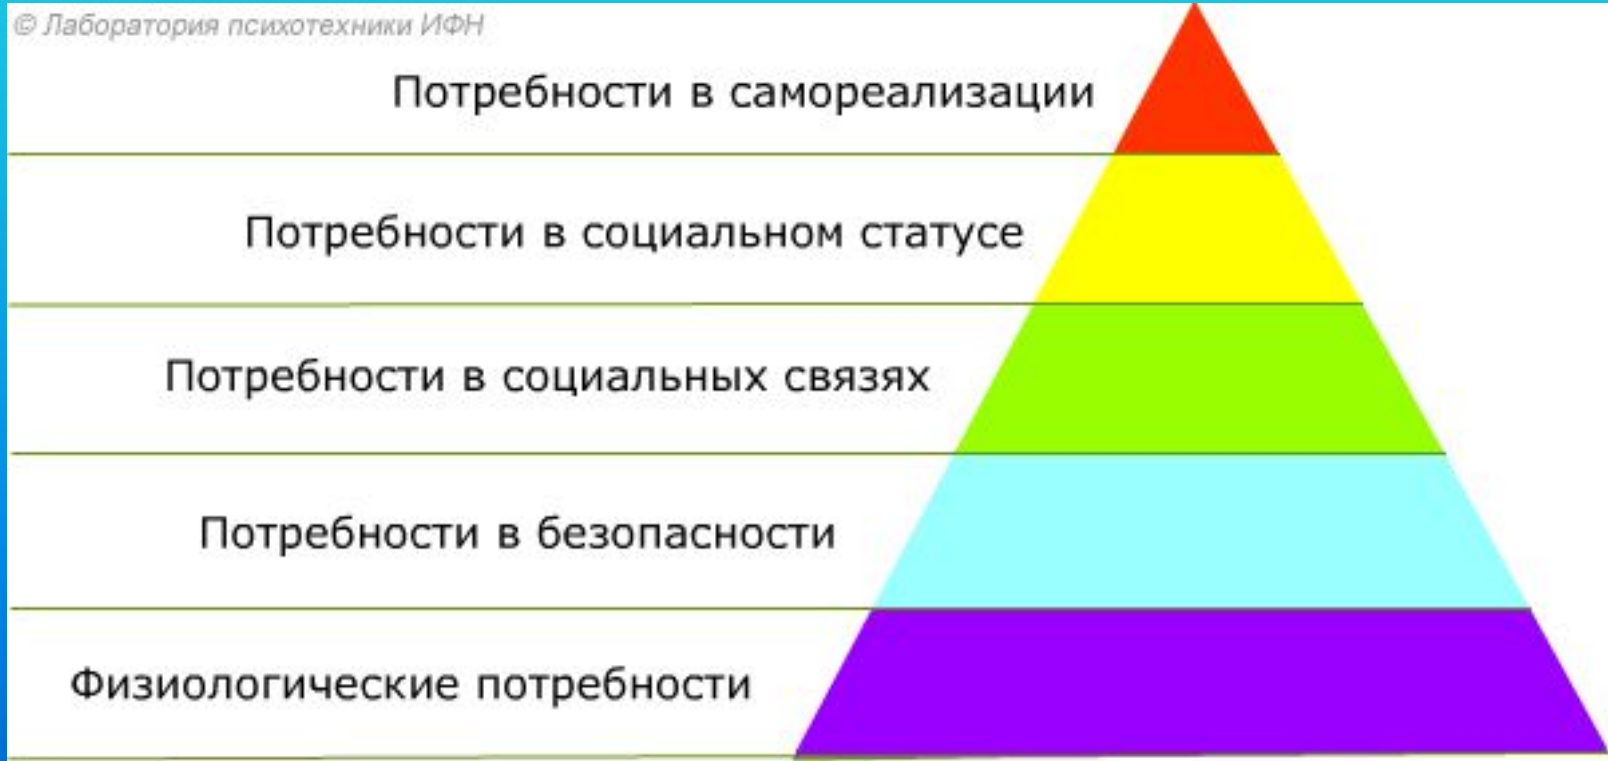 © Лаборатория психотехники ИФН
Потребности в самореализации
Потребности в социальном статусе
Потребности в социальных связях
Потребности в безопасности
Физиологические потребности